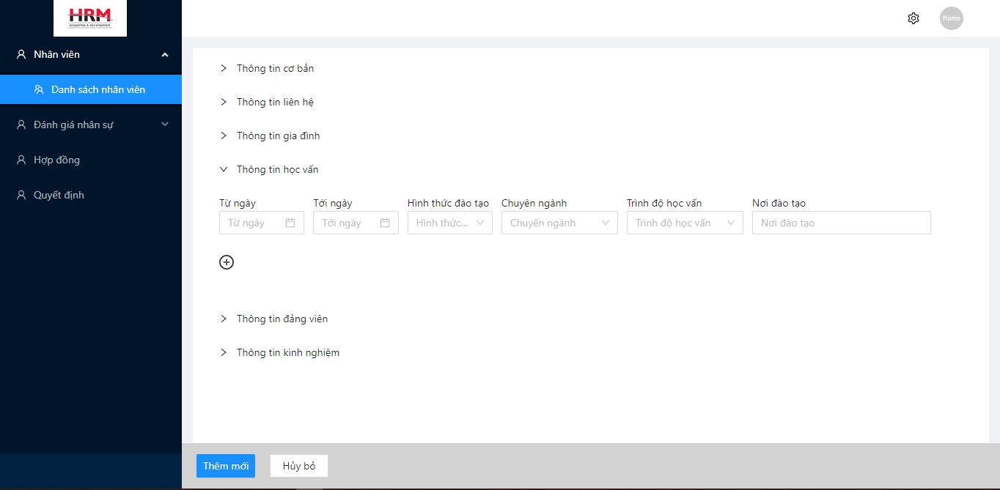 HRM
properties & development
Nhân viên
Danh sách nhân viên
Đánh giá nhân sự
Hợp đồng
Quyết định
Name
Thông tin cơ bản
Thông tin liên hệ
Thông tin gia đình
Thông tin học vấn
Từ ngày Tới ngày Hình thức đào tạo Chuyên ngành Trình độ học vấn Nơi đào tạo
Từ ngày Tới ngày Hình thức... Chuyên ngành Trình độ học vấn Nơi đào tạo
Thông tin đảng viên
Thông tin kinh nghiệm
Thêm mới Hủy bỏ